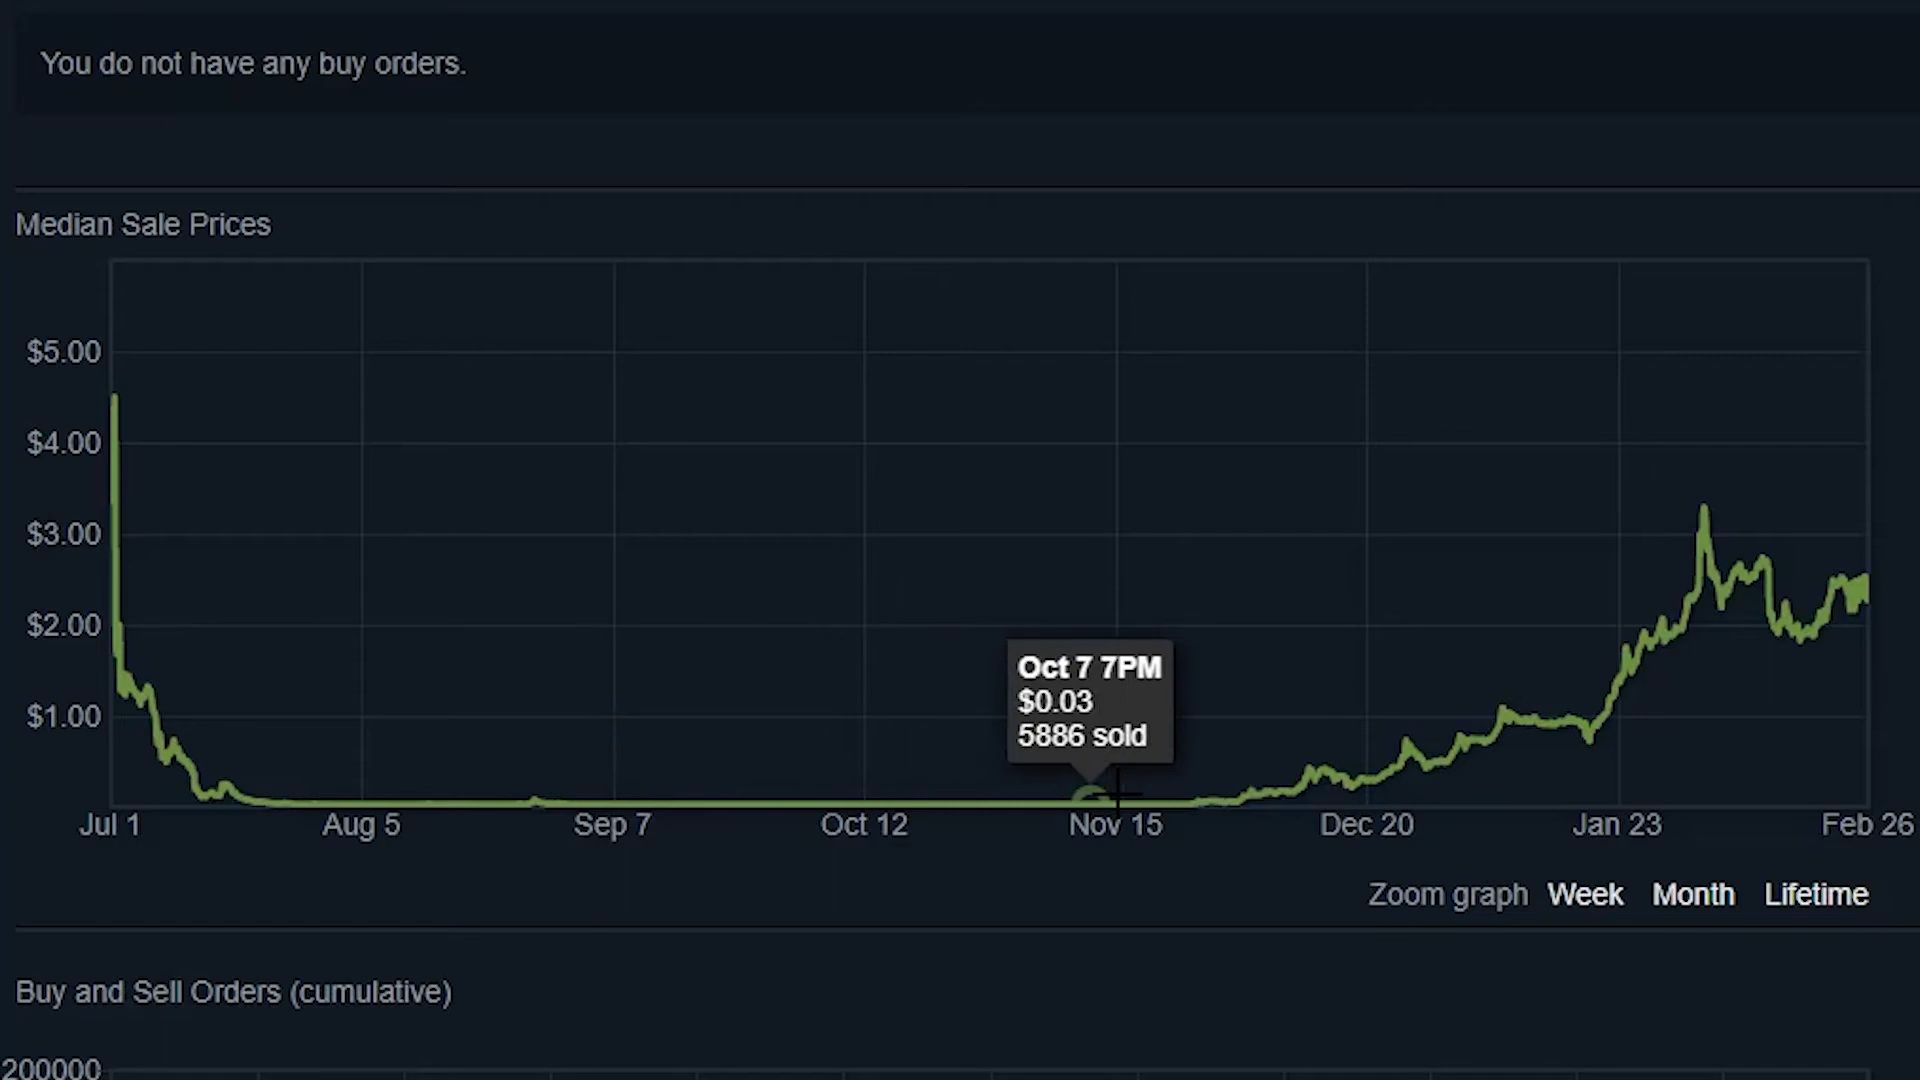 You do not have any buy orders.
Median Sale Prices
$5.00
$4.00
$3.00
$2.00
$1.00
Oct 7 7PM
$0.03
5886 sold
Jul 1 Aug 5 Sep 7 Oct 12 Nov 15 Dec 20 Jan 23 Feb 26
Zoom graph Week Month Lifetime
Buy and Sell Orders (cumulative)
200000